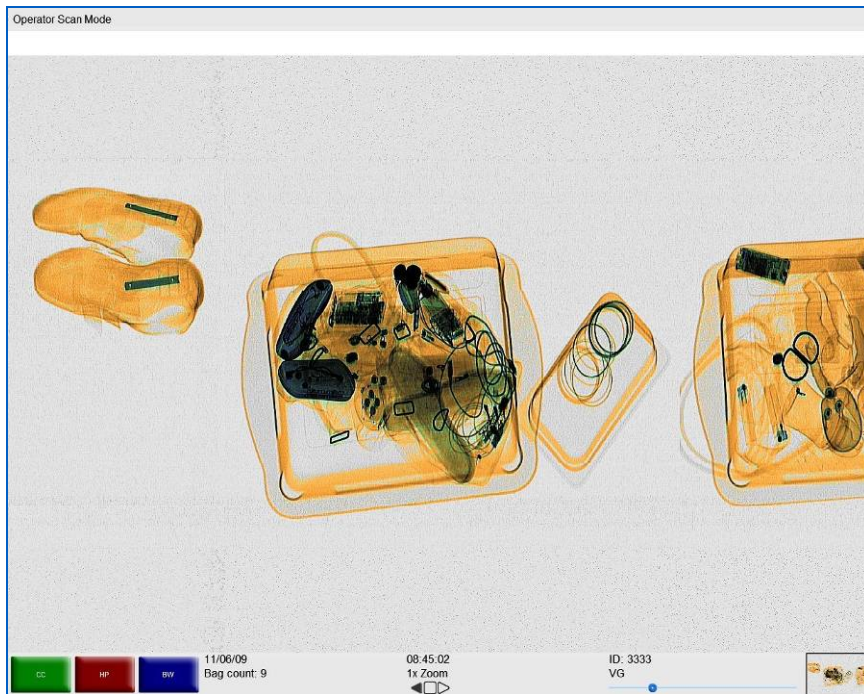 Operator Scan Mode
CC
HP
BW
11/06/09
Bag count: 9
08:45:02
1x Zoom
ID: 3333
VG